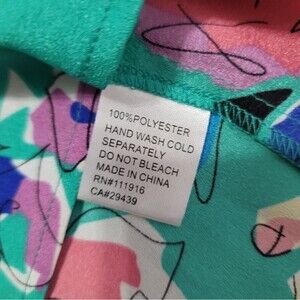 100%POLYESTER
HAND WASH COLD
SEPARATELY
DO NOT BLEACH
MADE IN CHINA
RN#111916
CA#29439